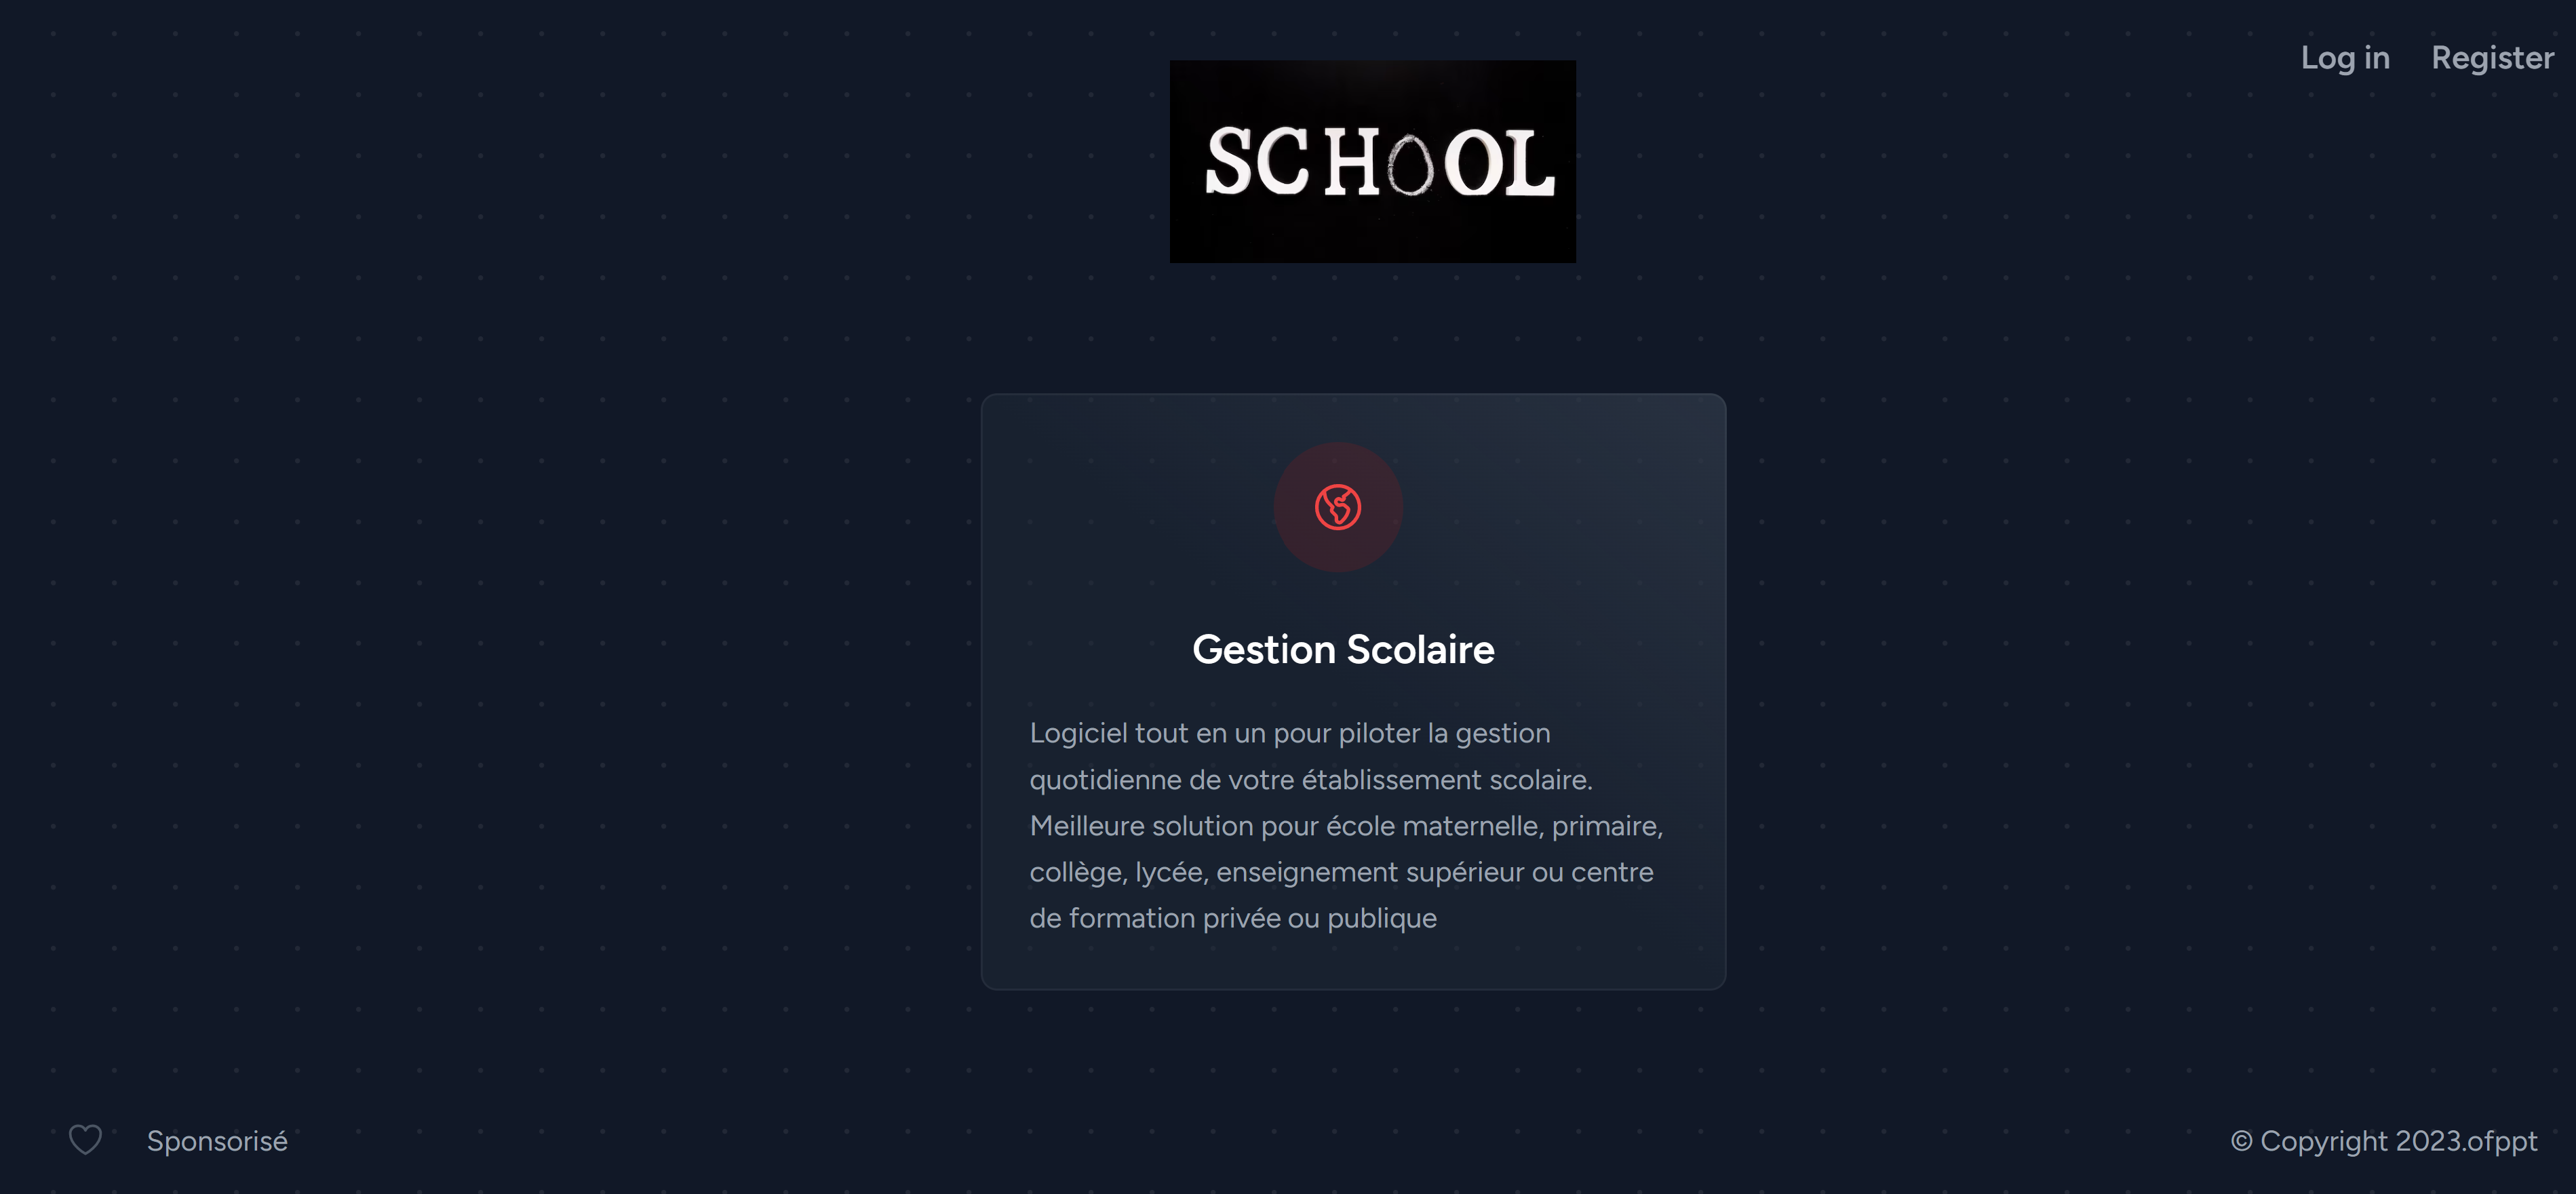 Log in Register
SCHOOL
Gestion Scolaire
Logiciel tout en un pour piloter la gestion
quotidienne de votre établissement scolaire.
Meilleure solution pour école maternelle, primaire,
collège, lycée, enseignement supérieur ou centre
de formation privée ou publique
Sponsorisé
© Copyright 2023.ofppt